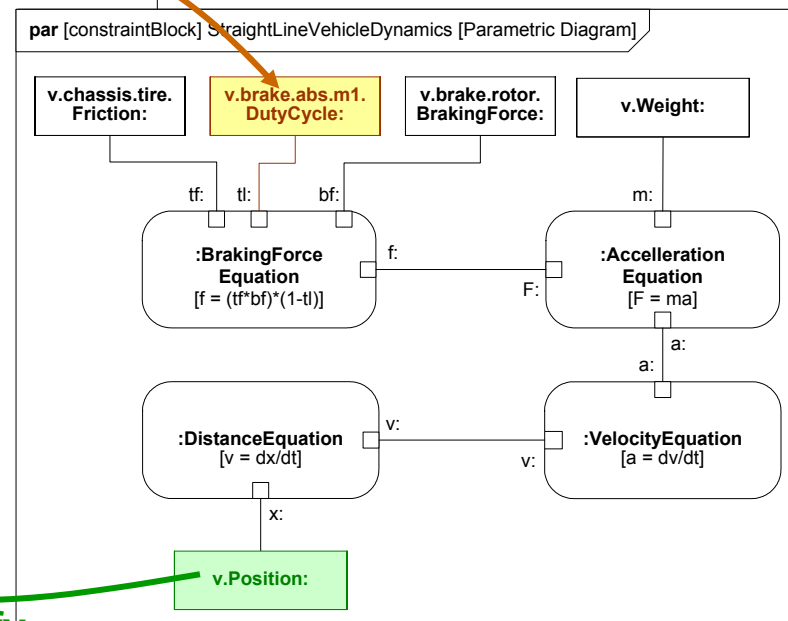 par [constraintBlock] StraightLineVehicleDynamics [Parametric Diagram]
v.chassis.tire.
Friction:
v.brake.abs.m1.
DutyCycle:
v.brake.rotor.
BrakingForce:
v.Weight:
tf:
tl:
bf:
m:
:BrakingForce
Equation
[f = (tf*bf)*(1-tl)]
f:
F:
:Accelleration
Equation
[F = ma]
a:
a:
:DistanceEquation
[v = dx/dt]
v:
v:
:VelocityEquation
[a = dv/dt]
x:
v.Position: